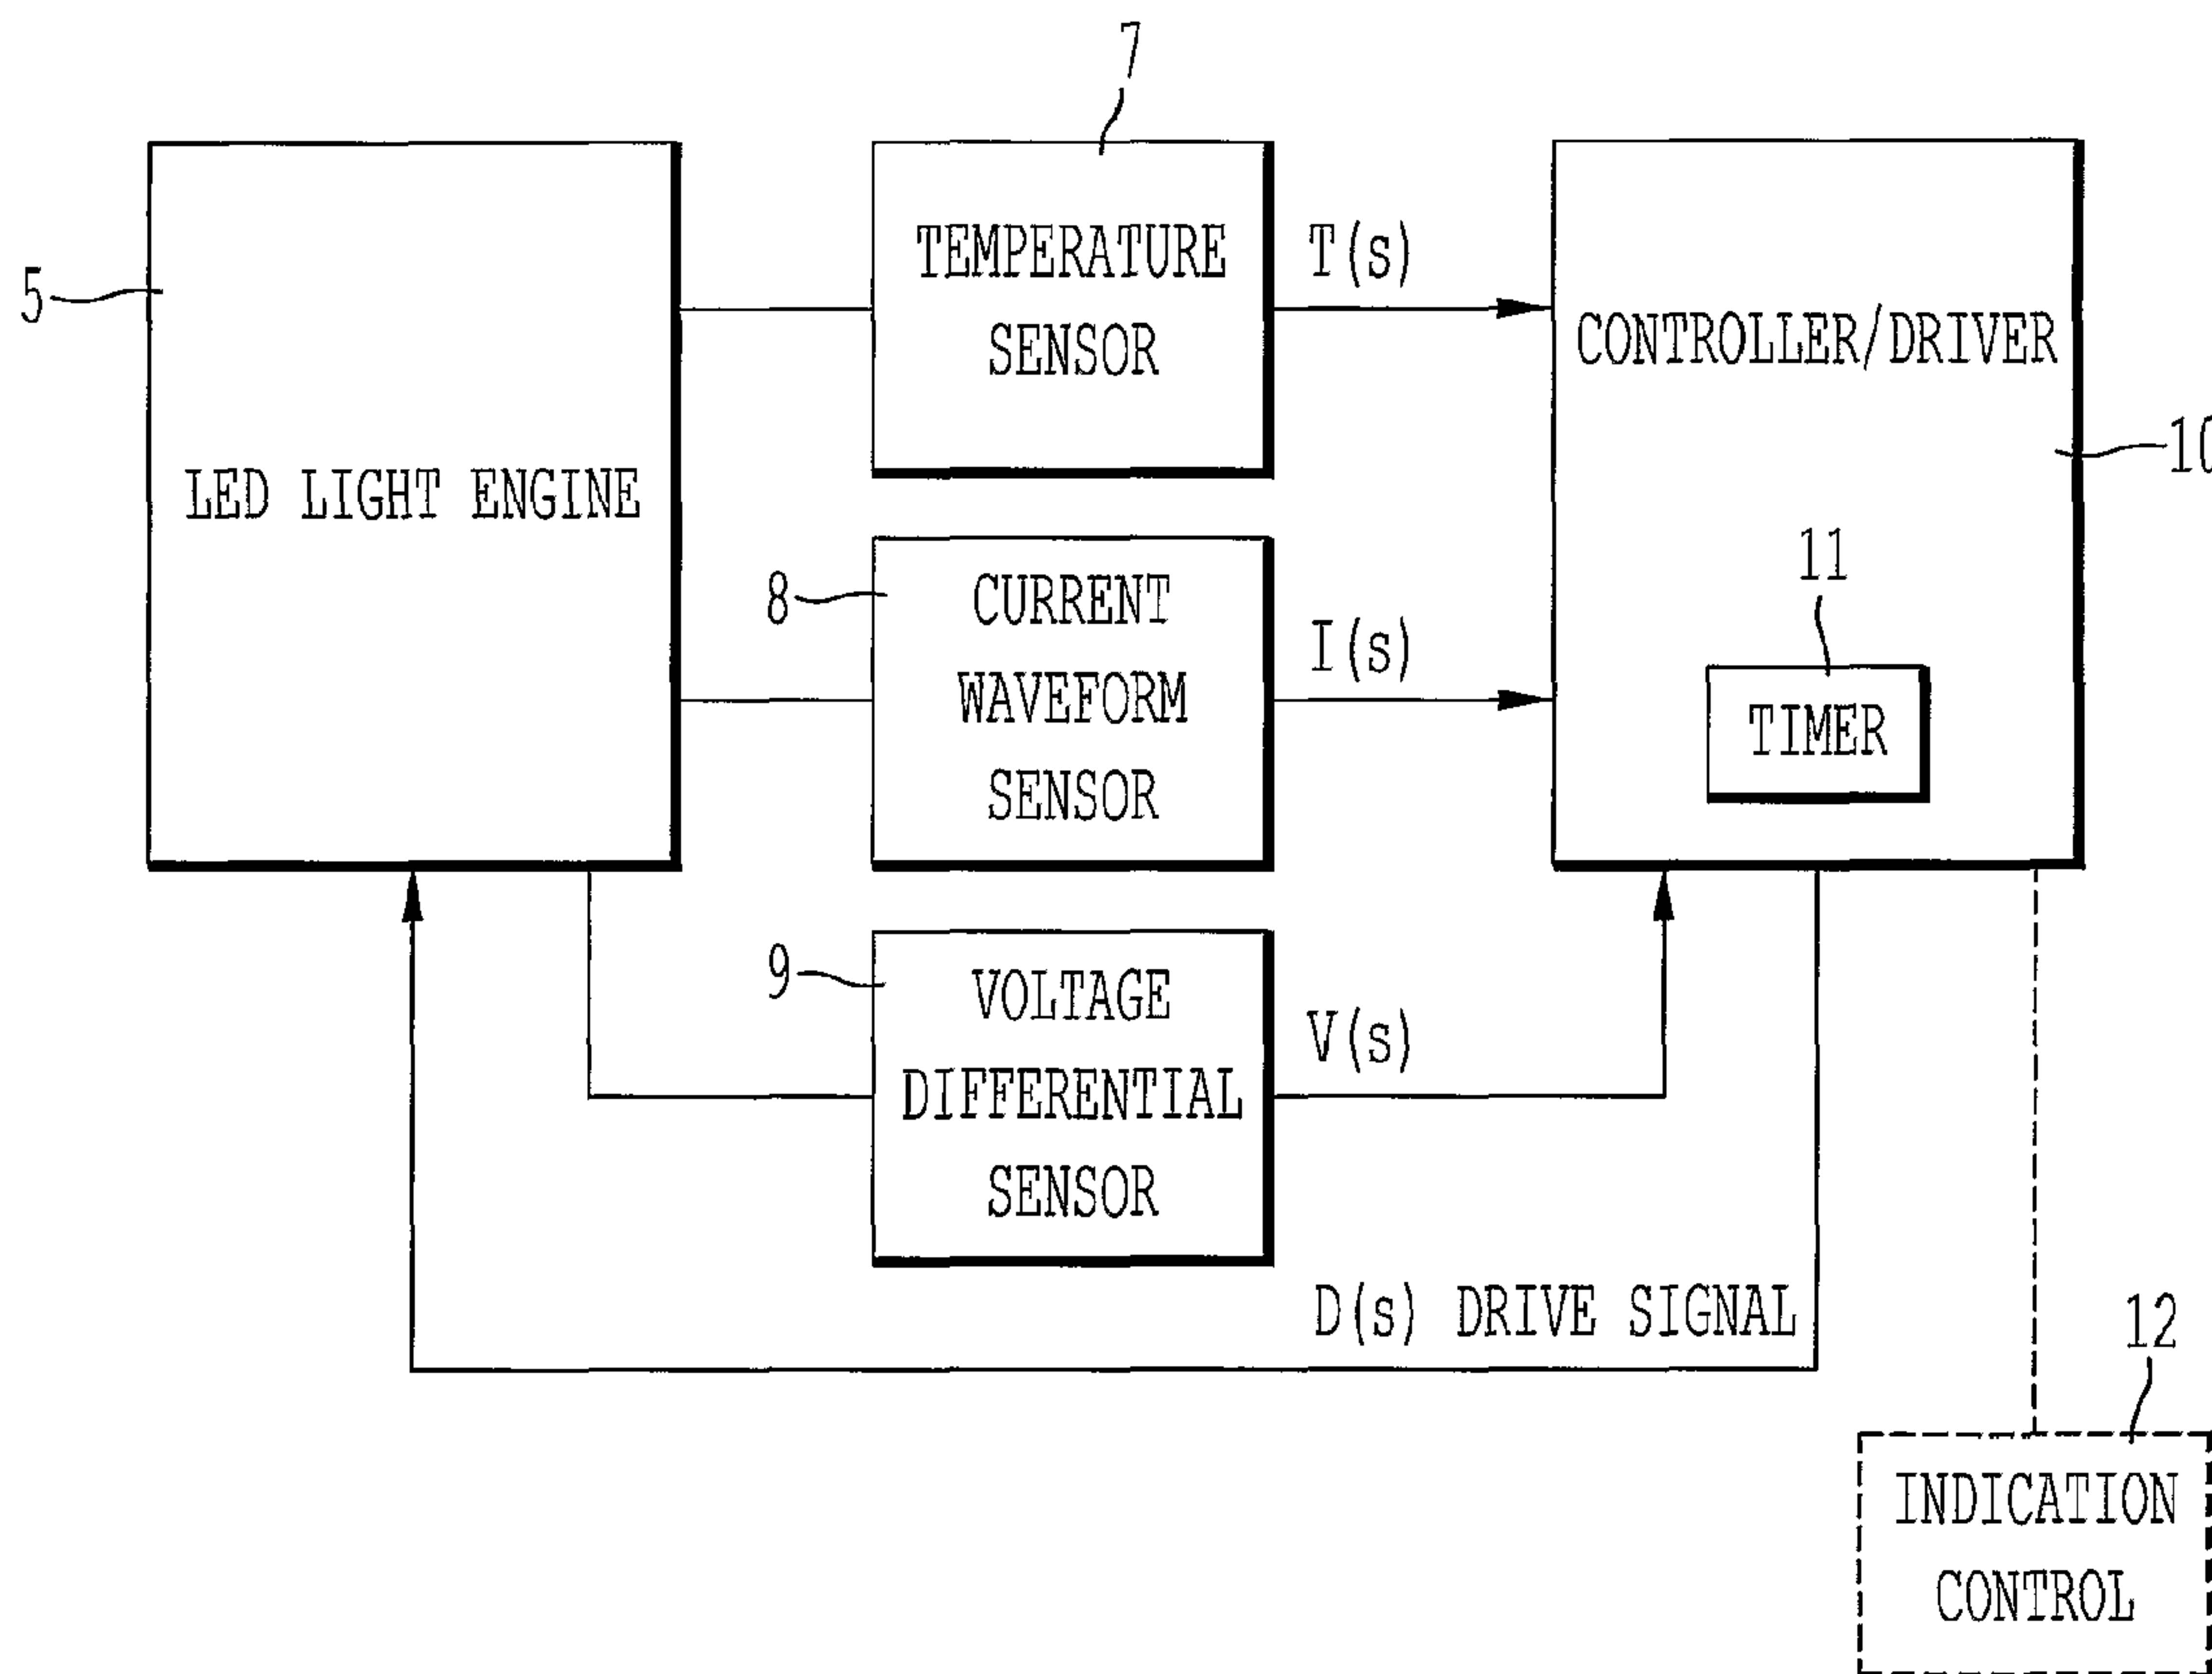 7
5
LED LIGHT ENGINE
TEMPERATURE
SENSOR
T(s)
CONTROLLER/DRIVER
10
8
CURRENT
WAVEFORM
SENSOR
I(s)
11
TIMER
9
VOLTAGE
DIFFERENTIAL
SENSOR
V(s)
D(s) DRIVE SIGNAL
12
INDICATION
CONTROL